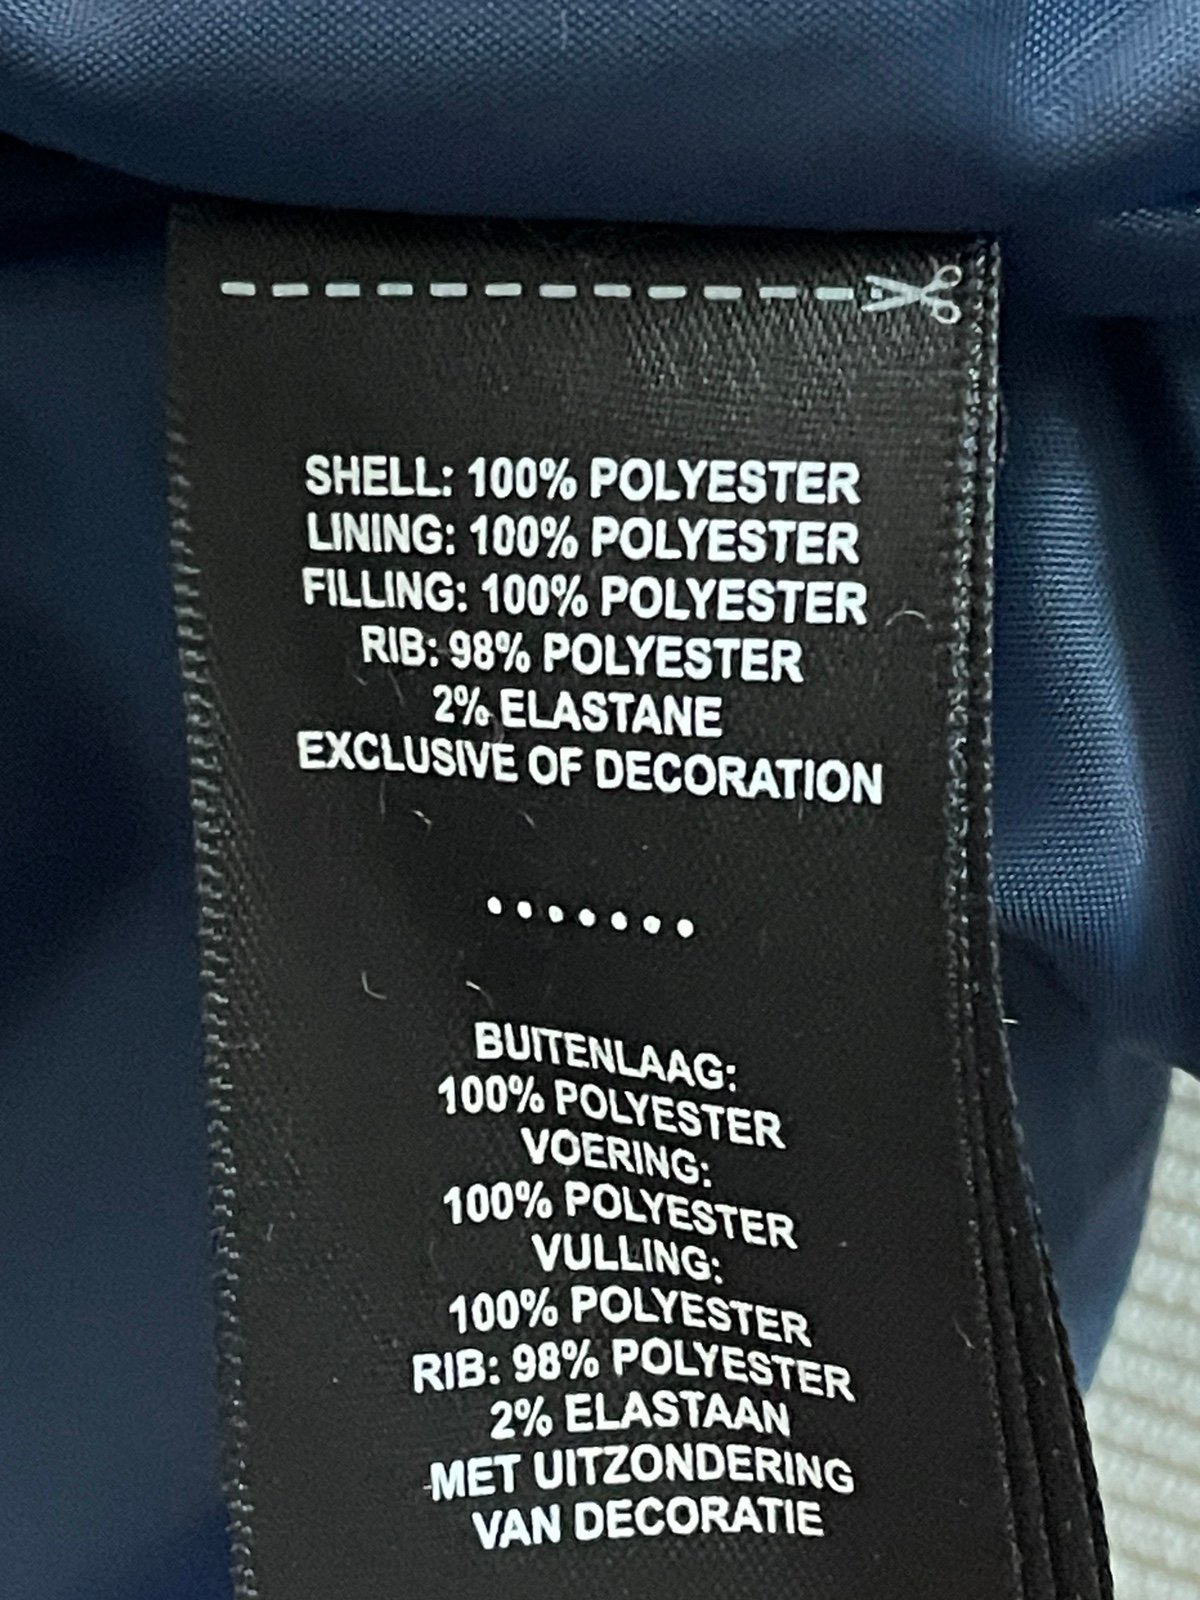 SHELL: 100% POLYESTER
LINING: 100% POLYESTER
FILLING: 100% POLYESTER
RIB: 98% POLYESTER
2% ELASTANE
EXCLUSIVE OF DECORATION
.......
BUITENLAAG:
100% POLYESTER
VOERING:
100% POLYESTER
VULLING:
100% POLYESTER
RIB: 98% POLYESTER
2% ELASTAAN
MET UITZONDERING
VAN DECORATIE